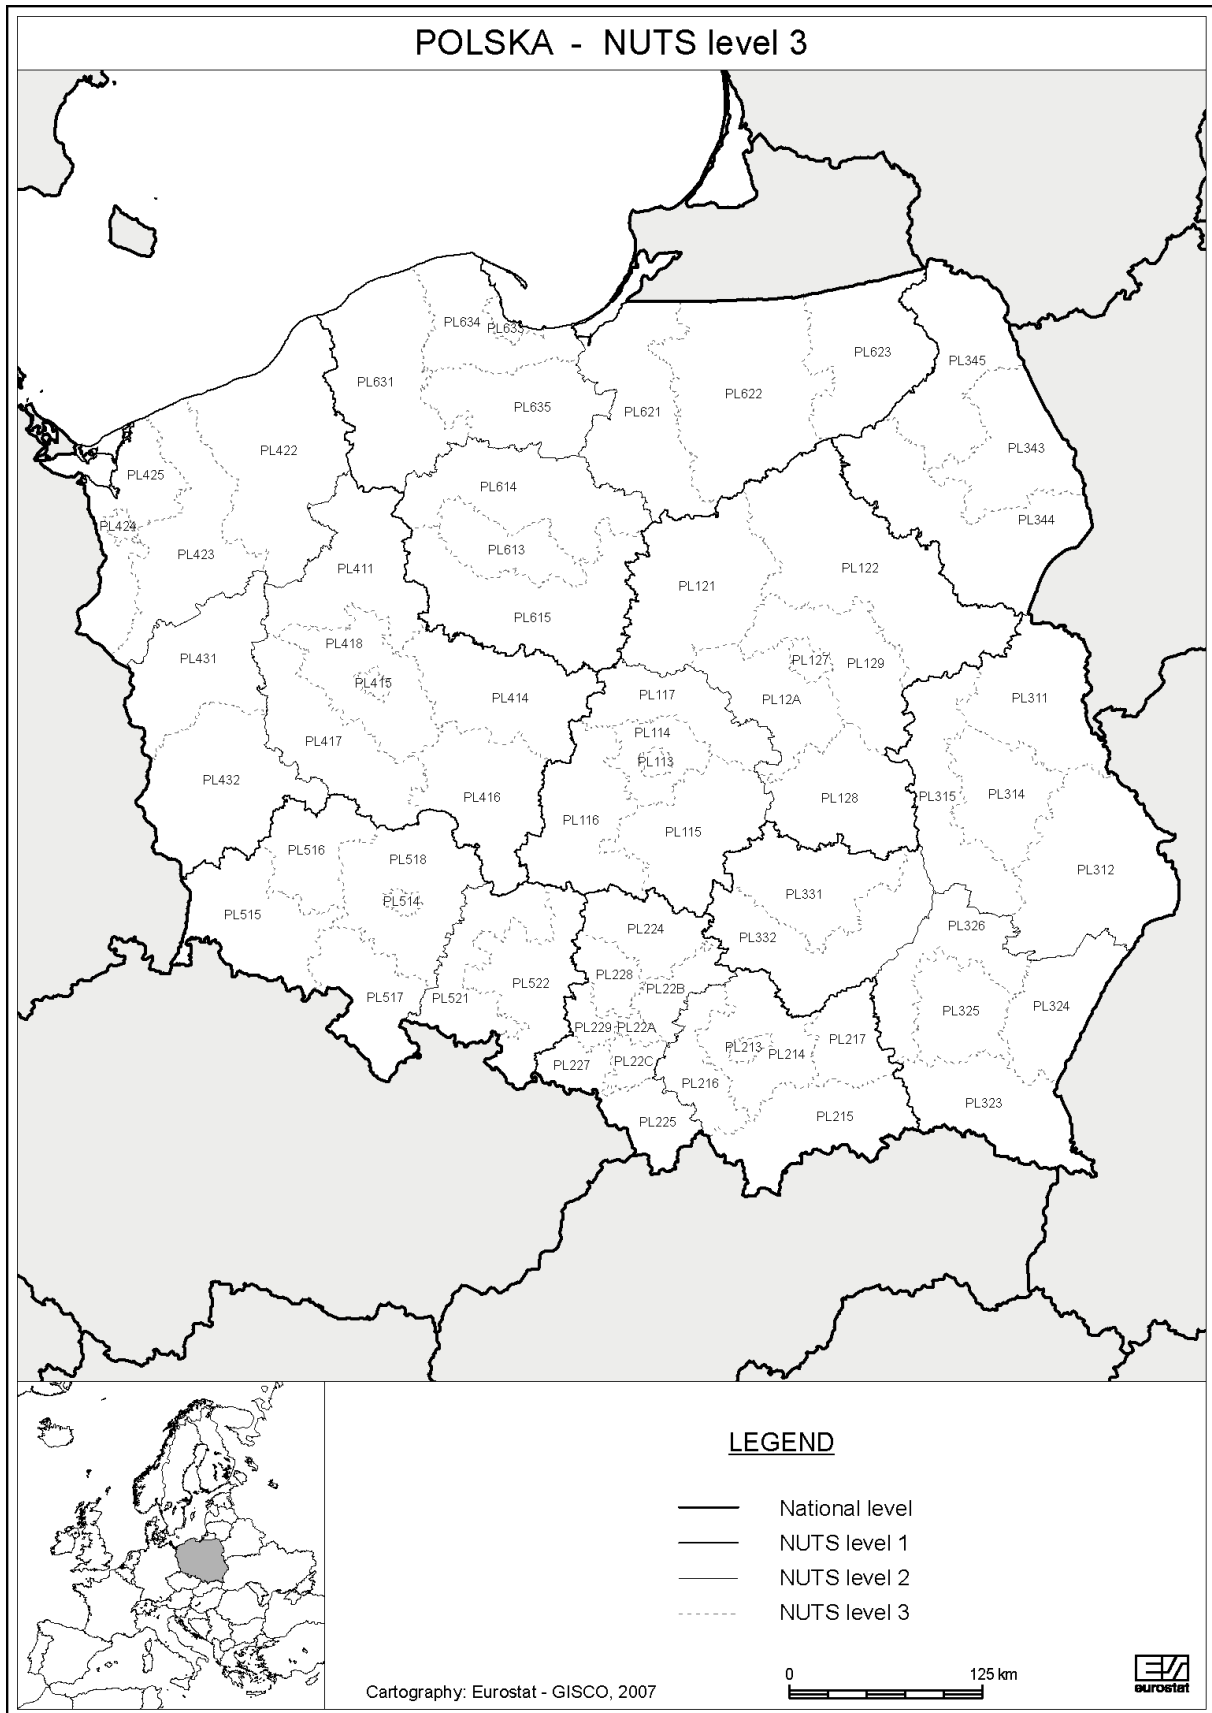 POLSKA - NUTS level 3
PL634
PL633
PL623
PL345
PL631
PL622
PL635
PL621
PL422
PL343
PL425
PL614
PL344
PL424
PL423
PL613
PL411
PL122
PL121
PL615
PL418
PL431
PL127
PL129
PL415
PL117
PL414
PL12A
PL311
PL114
PL417
PL113
PL432
PL416
PL128
PL315
PL314
PL116
PL115
PL516
PL518
PL312
PL331
PL514
PL515
PL224
PL326
PL332
PL228
PL522
PL22B
PL517
PL521
PL324
PL325
PL229
PL22A
PL217
PL213
PL214
PL227
PL22C
PL216
PL323
PL215
PL225
LEGEND
National level
NUTS level 1
NUTS level 2
NUTS level 3
0 125 km
Cartography: Eurostat - GISCO, 2007
eurostat